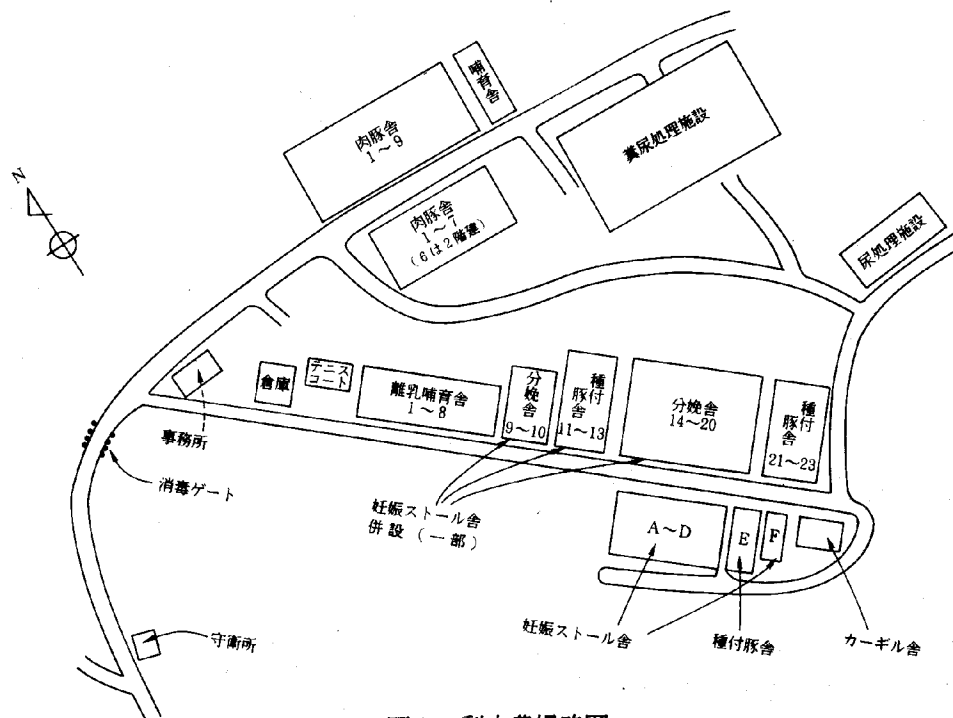 哺育舎
肉豚舎
1～9
糞尿処理施設
肉豚舎
1～7
(6は2階建)
尿処理施設
N
テニス
コート
倉庫
離乳哺育舎
1～8
分娩舎
9～10
種付豚舎
11～13
分娩舎
14～20
種付豚舎
21～23
事務所
消毒ゲート
妊娠ストール舎
併設(一部)
A～D
E
F
妊娠ストール舎
種付豚舎
カーギル舎
守衛所